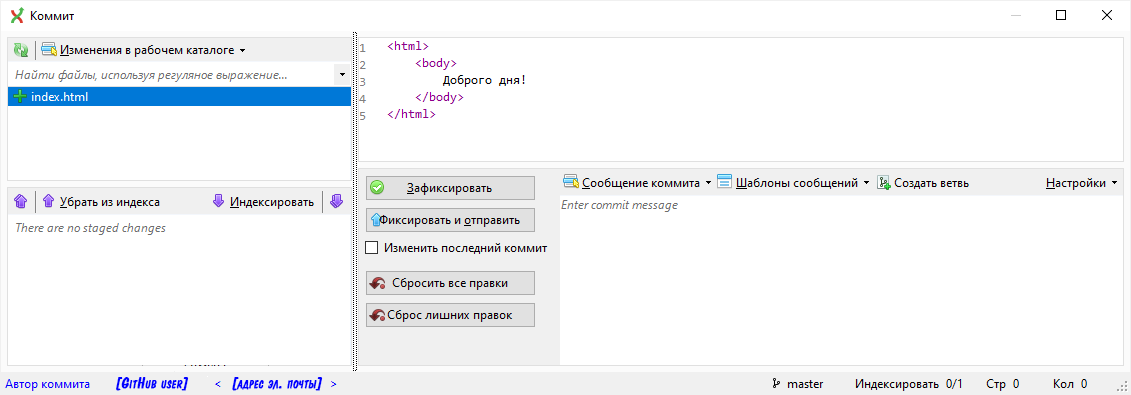 Коммит
Изменения в рабочем каталоге
Найти файлы, используя регуляное выражение...
index.html
Убрать из индекса
Индексировать
There are no staged changes
1 <html>
2 <body>
3 Доброго дня!
4 </body>
5 </html>
Зафиксировать
Фиксировать и отправить
Изменить последний коммит
Сбросить все правки
Сброс лишних правок
Сообщение коммита
Шаблоны сообщений
Создать ветвь
Настройки
Enter commit message
Автор коммита [GitHub user] < [адрес эл. почты] >
master
Индексировать 0/1
Стр 0
Кол 0